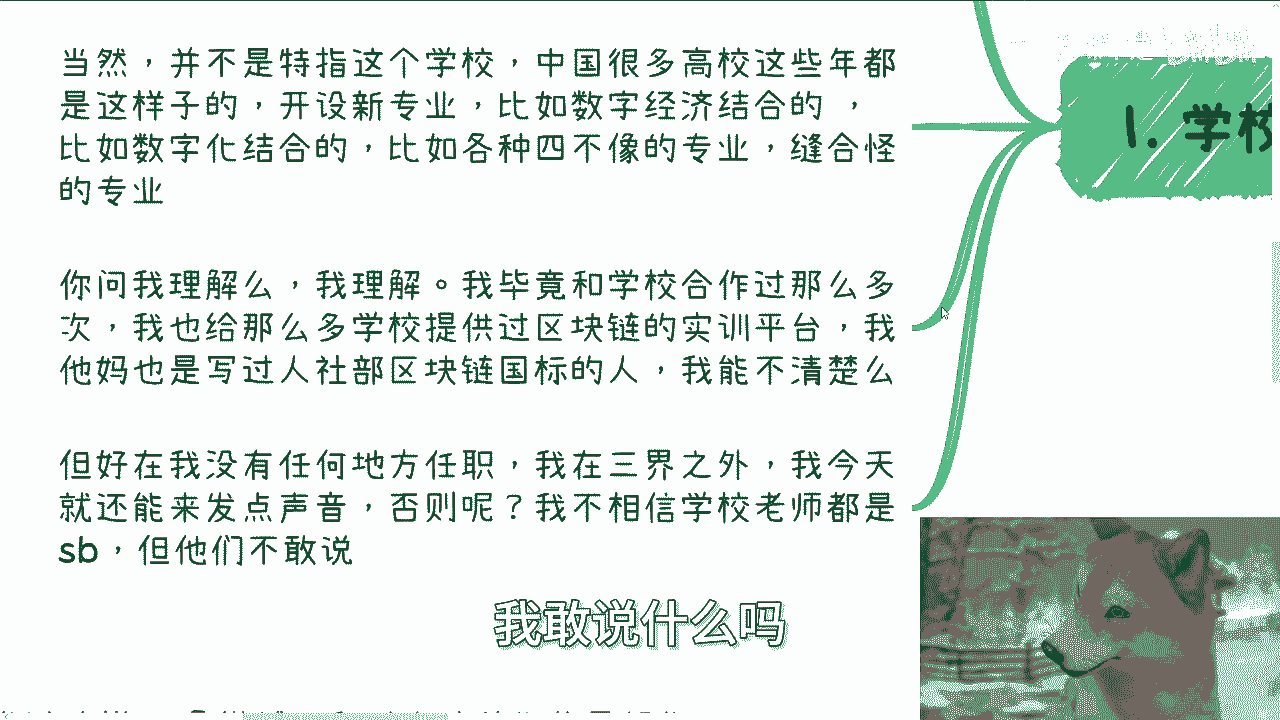 当然，并不是特指这个学校，中国很多高校这些年都
是这样子的，开设新专业，比如数字经济结合的，
比如数字化结合的，比如各种四不像的专业，缝合怪
的专业
你问我理解么，我理解。我毕竟和学校合作过那么多
次，我也给那么多学校提供过区块链的实训平台，我
他妈也是写过人社部区块链国标的人，我能不清楚么
但好在我没有任何地方任职，我在三界之外，我今天
就还能来发点声音，否则呢？我不相信学校老师都是
sb，但他们不敢说
1. 学校
我敢说什么吗